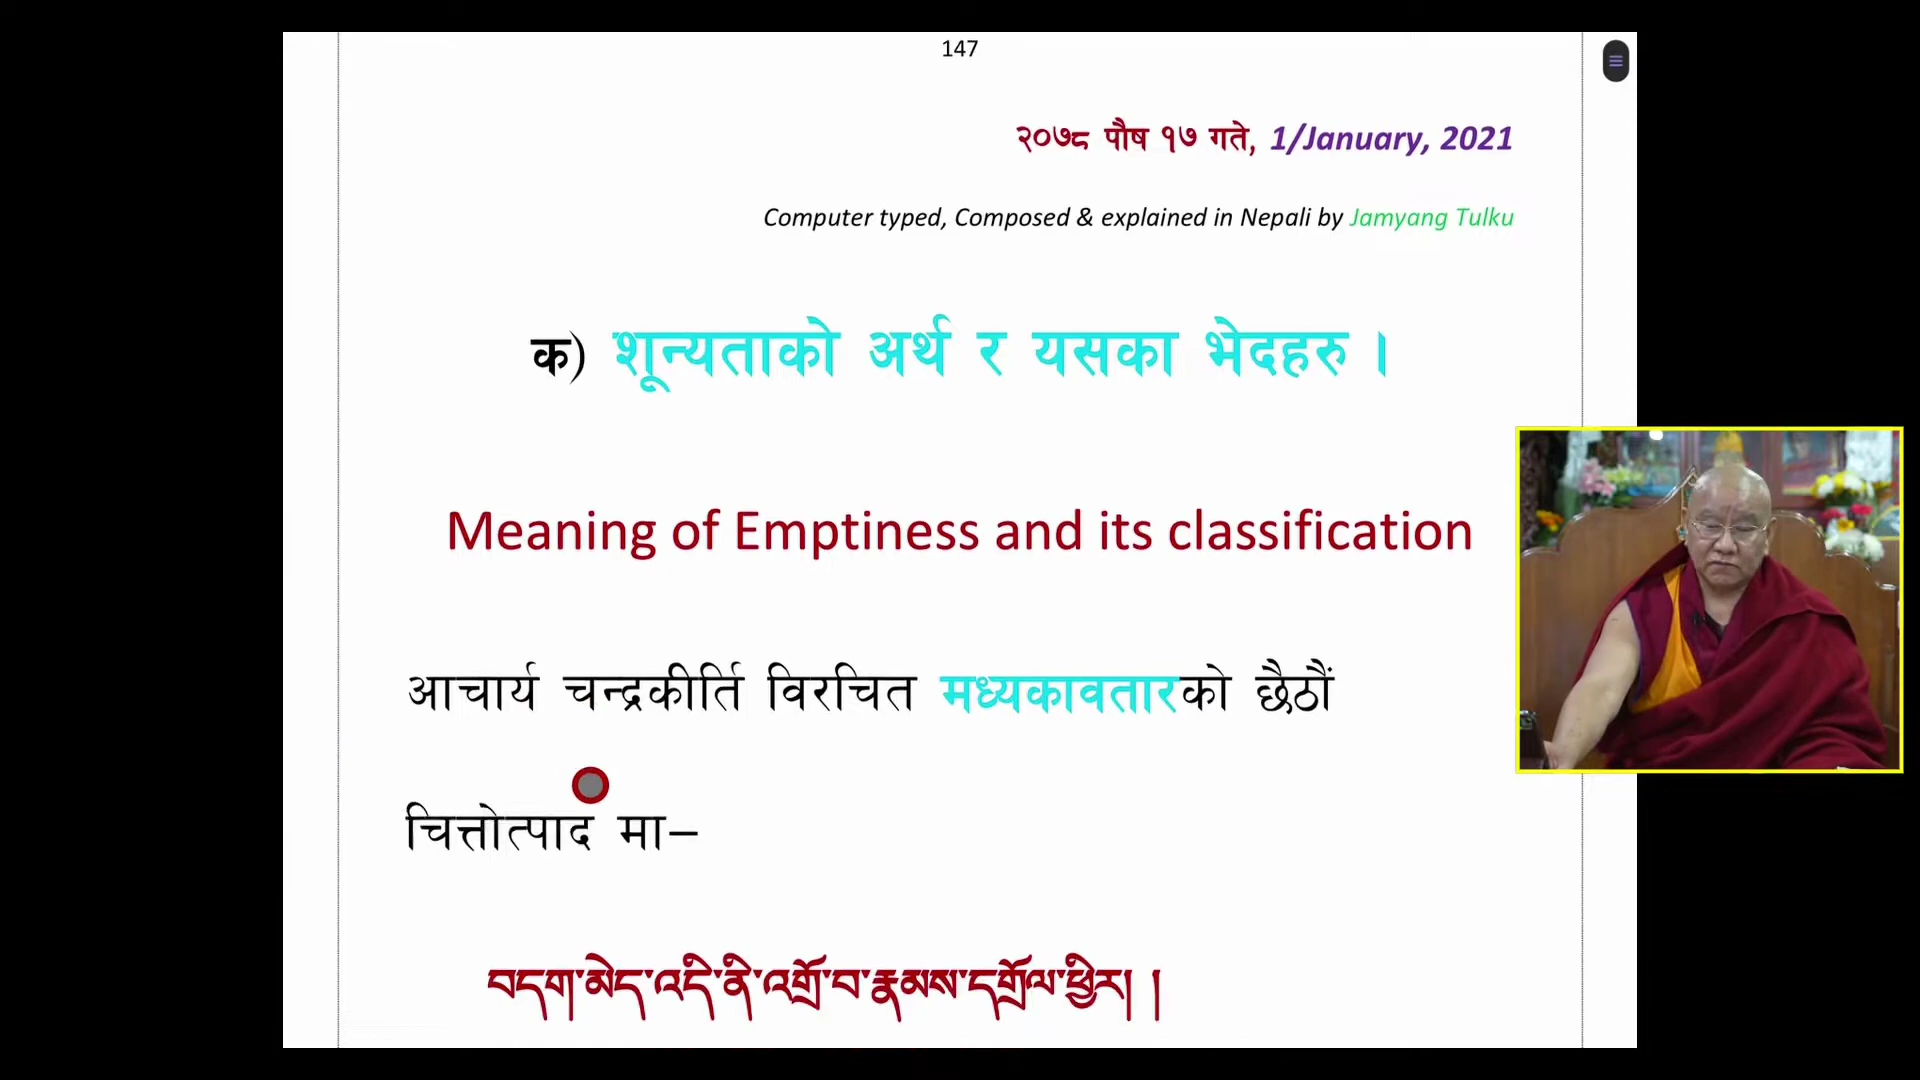 147
२०७८ पौष १७ गते, 1/January, 2021
Computer typed, Composed & explained in Nepali by Jamyang Tulku
क) शून्यताको अर्थ र यसका भेदहरु ।
Meaning of Emptiness and its classification
आचार्य चन्द्रकीर्ति विरचित मध्यकावतारको छैठौं
चित्तोत्पाद मा–
བདག་མེད་འདི་ནི་འགྲོ་བ་རྣམས་དགྲོལ་ཕྱིར། །